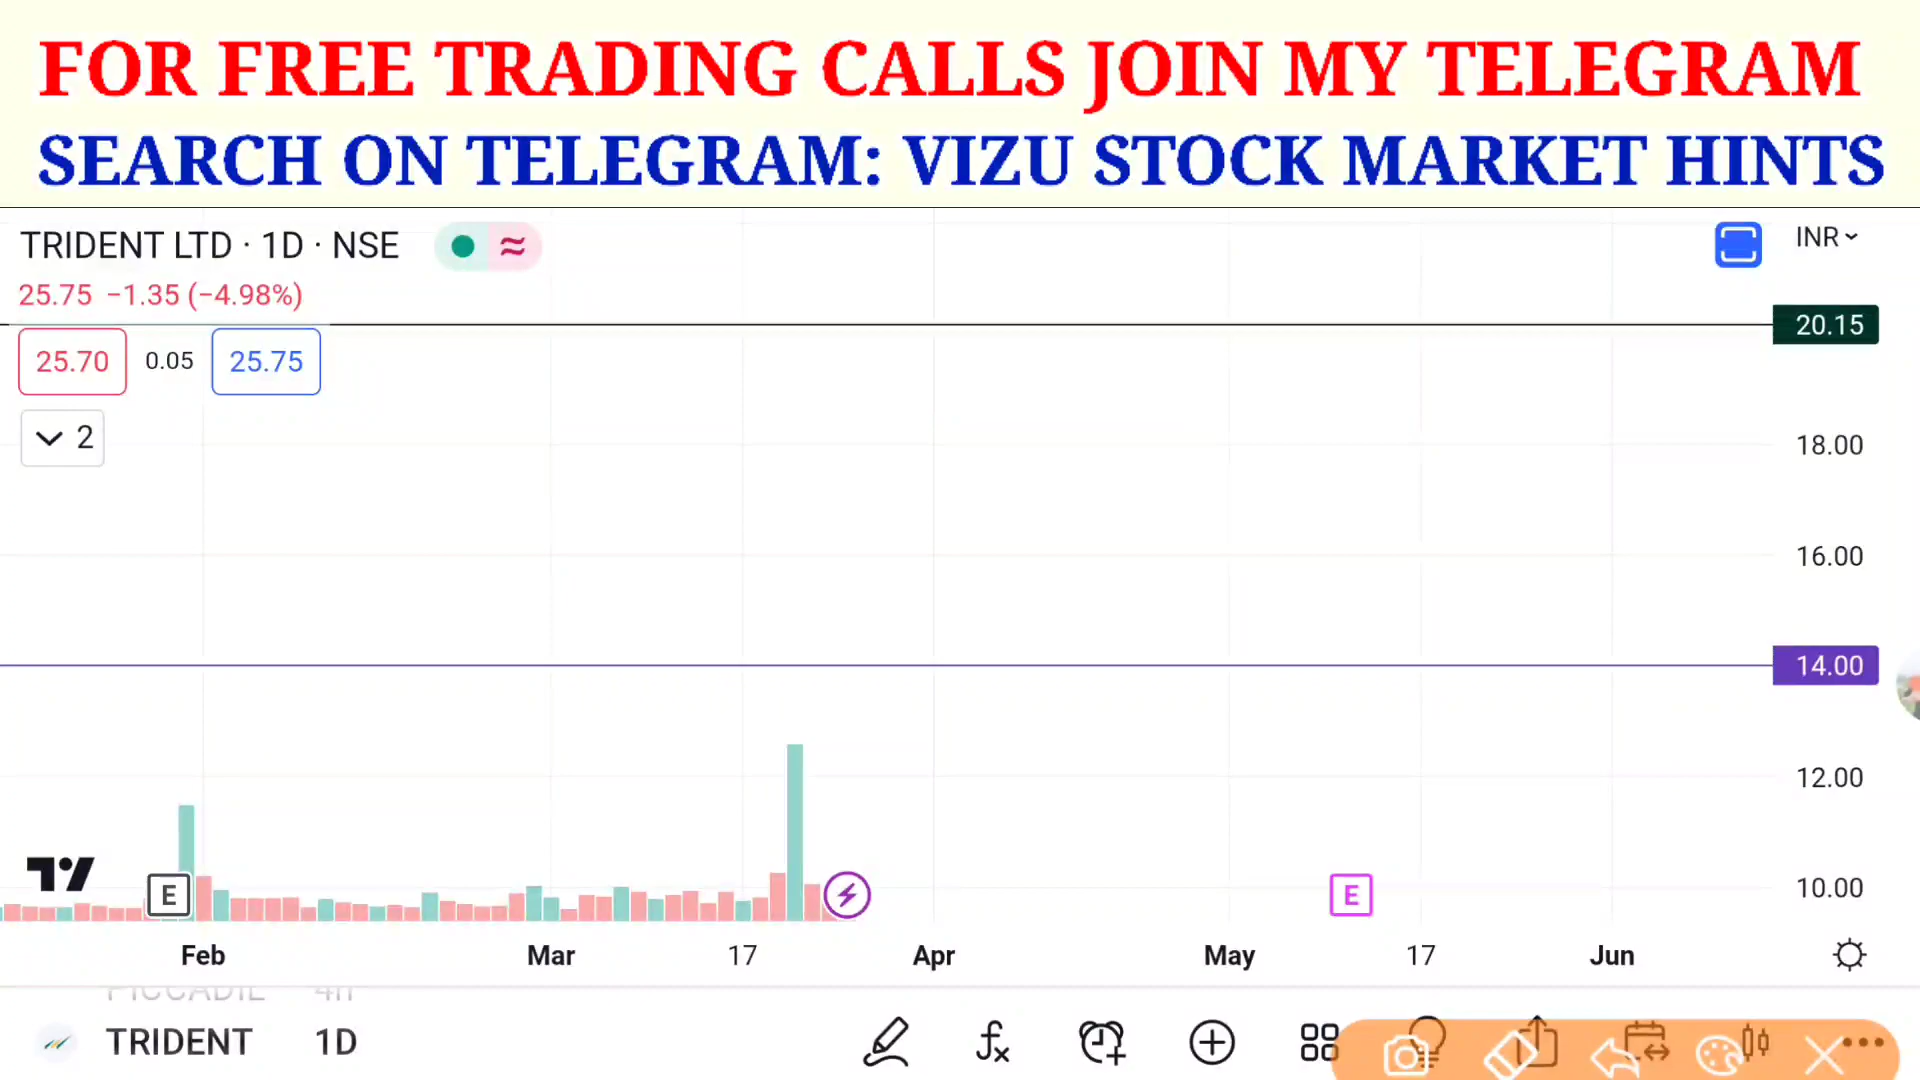 FOR FREE TRADING CALLS JOIN MY TELEGRAM
SEARCH ON TELEGRAM: VIZU STOCK MARKET HINTS
TRIDENT LTD · 1D · NSE
INR
25.75 −1.35 (−4.98%)
20.15
25.70 0.05 25.75
2
18.00
16.00
14.00
12.00
10.00
E
E
Feb Mar 17 Apr May 17 Jun
TRIDENT 1D